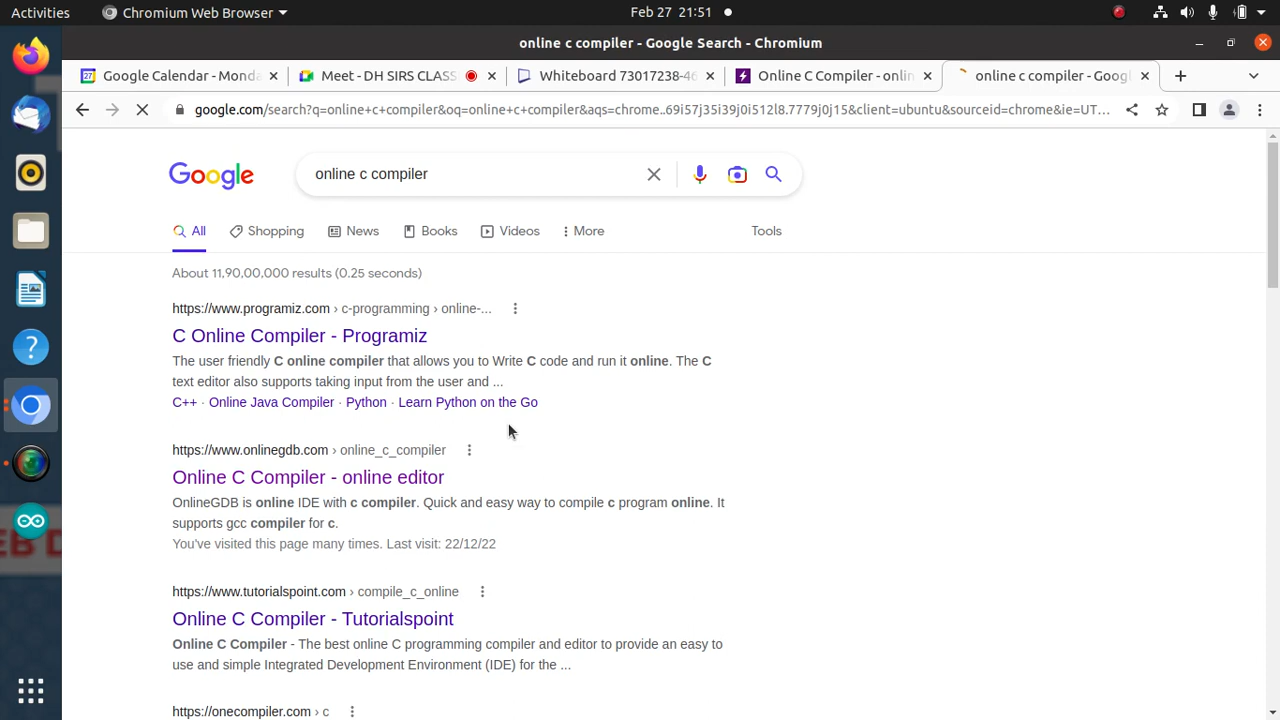 Activities Chromium Web Browser Feb 27 21:51
online c compiler - Google Search - Chromium
Google Calendar - Monda Meet - DH SIRS CLASS Whiteboard 73017238-46 Online C Compiler - onlin online c compiler - Goog
google.com/search?q=online+c+compiler&oq=online+c+compiler&aqs=chrome..69i57j35i39j0i512l8.7779j0j15&client=ubuntu&sourceid=chrome&ie=UT...
Google online c compiler
All Shopping News Books Videos More Tools
About 11,90,00,000 results (0.25 seconds)
https://www.programiz.com › c-programming › online-...
C Online Compiler - Programiz
The user friendly C online compiler that allows you to Write C code and run it online. The C
text editor also supports taking input from the user and ...
C++ · Online Java Compiler · Python · Learn Python on the Go
https://www.onlinegdb.com › online_c_compiler
Online C Compiler - online editor
OnlineGDB is online IDE with c compiler. Quick and easy way to compile c program online. It
supports gcc compiler for c.
You've visited this page many times. Last visit: 22/12/22
https://www.tutorialspoint.com › compile_c_online
Online C Compiler - Tutorialspoint
Online C Compiler - The best online C programming compiler and editor to provide an easy to
use and simple Integrated Development Environment (IDE) for the ...
https://onecompiler.com › c